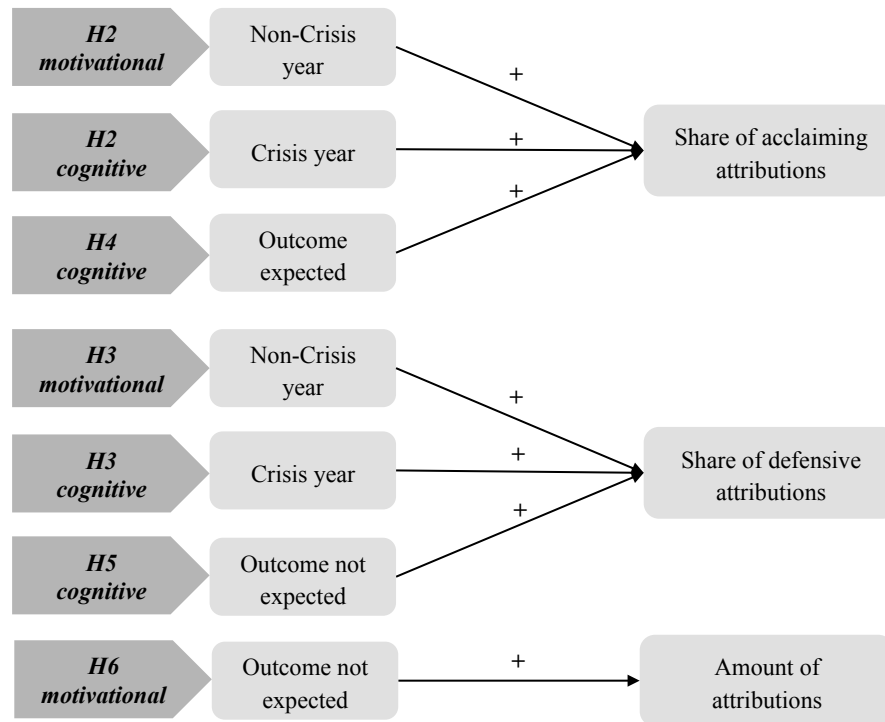 H2
motivational
Non-Crisis
year
+
H2
cognitive
Crisis year
+
Share of acclaiming
attributions
H4
cognitive
Outcome
expected
+
H3
motivational
Non-Crisis
year
+
H3
cognitive
Crisis year
+
Share of defensive
attributions
H5
cognitive
Outcome not
expected
+
H6
motivational
Outcome not
expected
+
Amount of
attributions